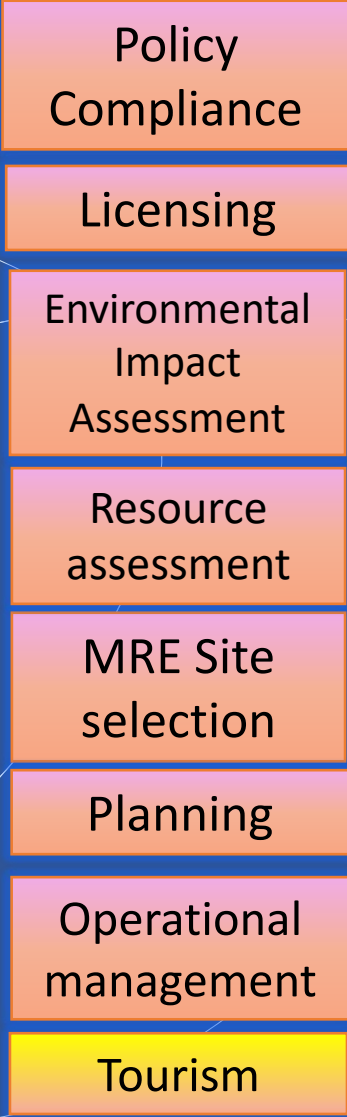 Policy
Compliance
Licensing
Environmental
Impact
Assessment
Resource
assessment
MRE Site
selection
Planning
Operational
management
Tourism